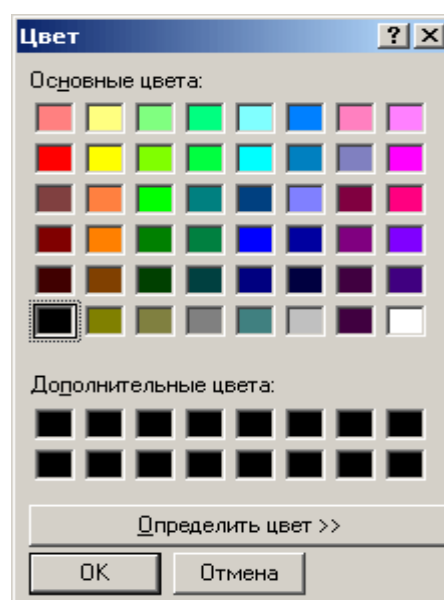 Цвет
Основные цвета:
Дополнительные цвета:
Определить цвет >>
OK
Отмена